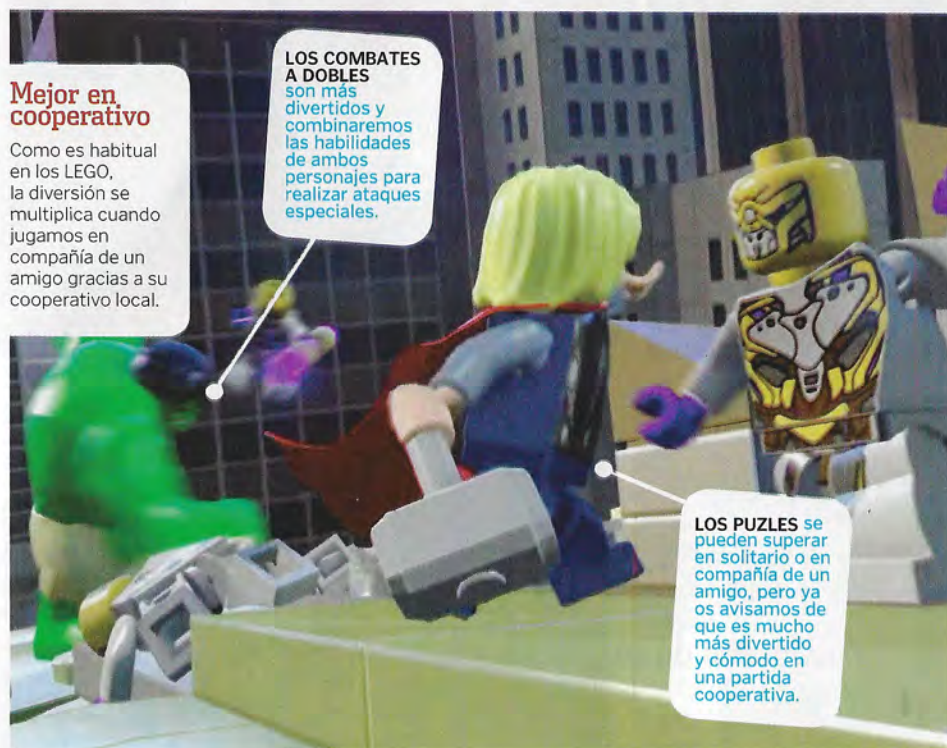 Mejor en
cooperativo
Como es habitual
en los LEGO,
la diversión se
multiplica cuando
jugamos en
compañía de un
amigo gracias a su
cooperativo local.
LOS COMBATES
A DOBLES
son más
divertidos y
combinaremos
las habilidades
de ambos
personajes para
realizar ataques
especiales.
LOS PUZLES se
pueden superar
en solitario o en
compañía de un
amigo, pero ya
os avisamos de
que es mucho
más divertido
y cómodo en
una partida
cooperativa.